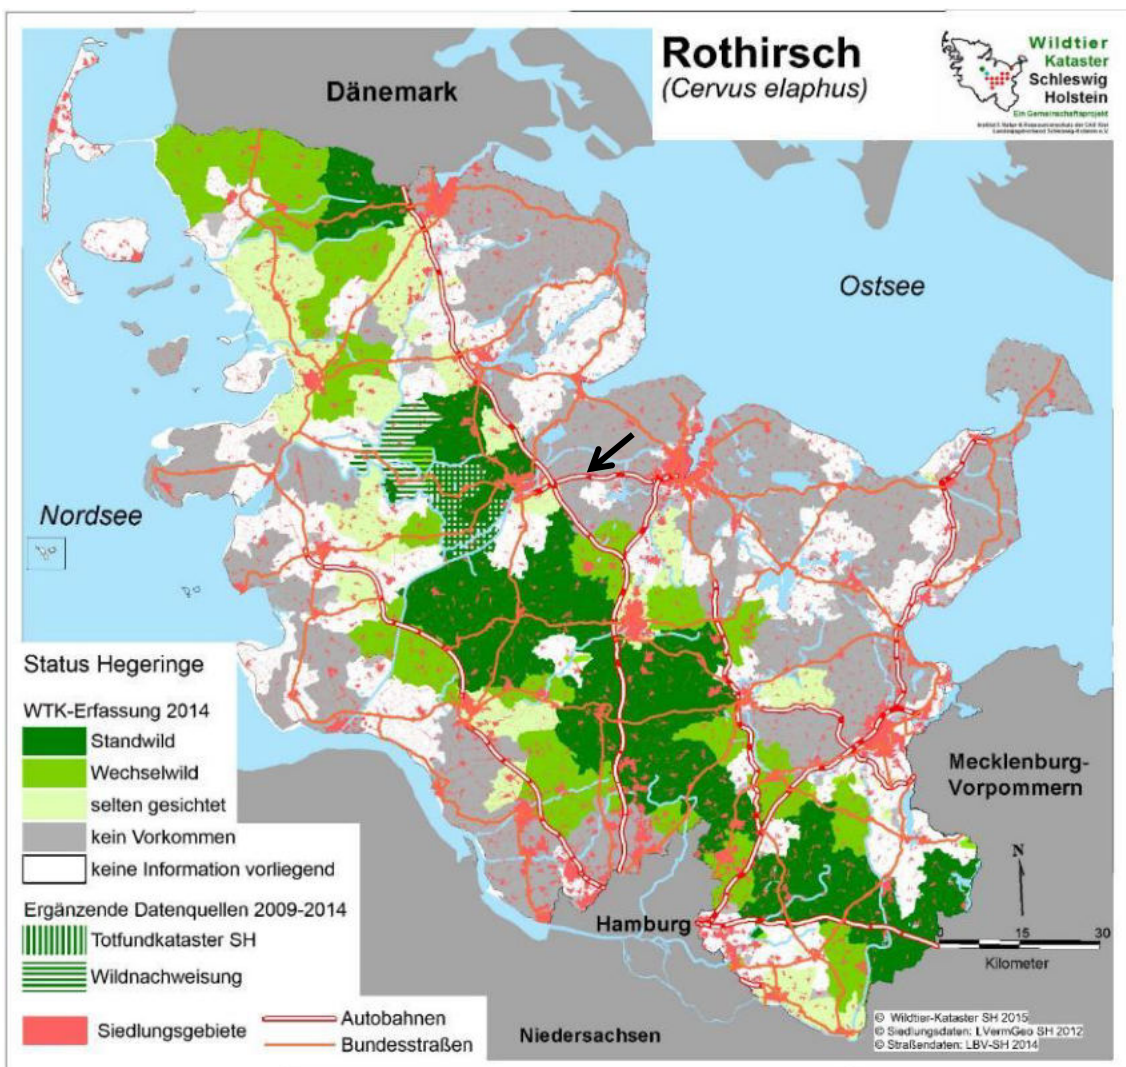 Rothirsch
(Cervus elaphus)
Wildtier
Kataster
Schleswig
Holstein
Ein Gemeinschaftsprojekt
Dänemark
Ostsee
Nordsee
Status Hegeringe
WTK-Erfassung 2014
Standwild
Wechselwild
selten gesichtet
kein Vorkommen
keine Information vorliegend
Ergänzende Datenquellen 2009-2014
Totfundkataster SH
Wildnachweisung
Siedlungsgebiete
Autobahnen
Bundesstraßen
Mecklenburg-
Vorpommern
Hamburg
Niedersachsen
N
0 15 30
Kilometer
© Wildtier-Kataster SH 2015
© Siedlungsdaten: LVermGeo SH 2012
© Straßendaten: LBV-SH 2014